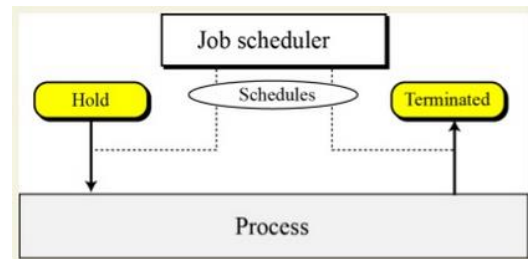 Job scheduler
Hold
Schedules
Terminated
Process